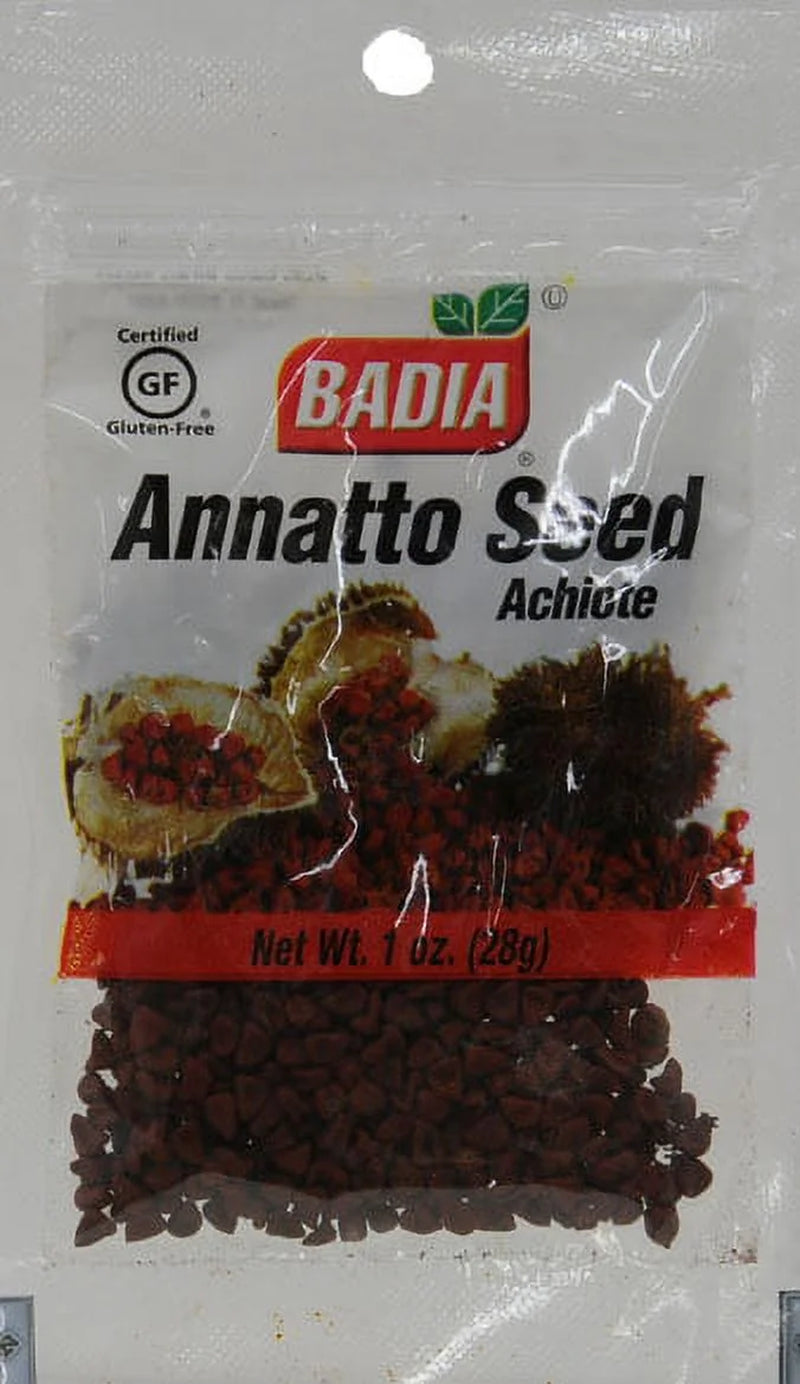 Certified
GF
®
Gluten-Free
BADIA
Ⓤ
®
Annatto Seed
Achiote
Net Wt. 1 oz. (28g)